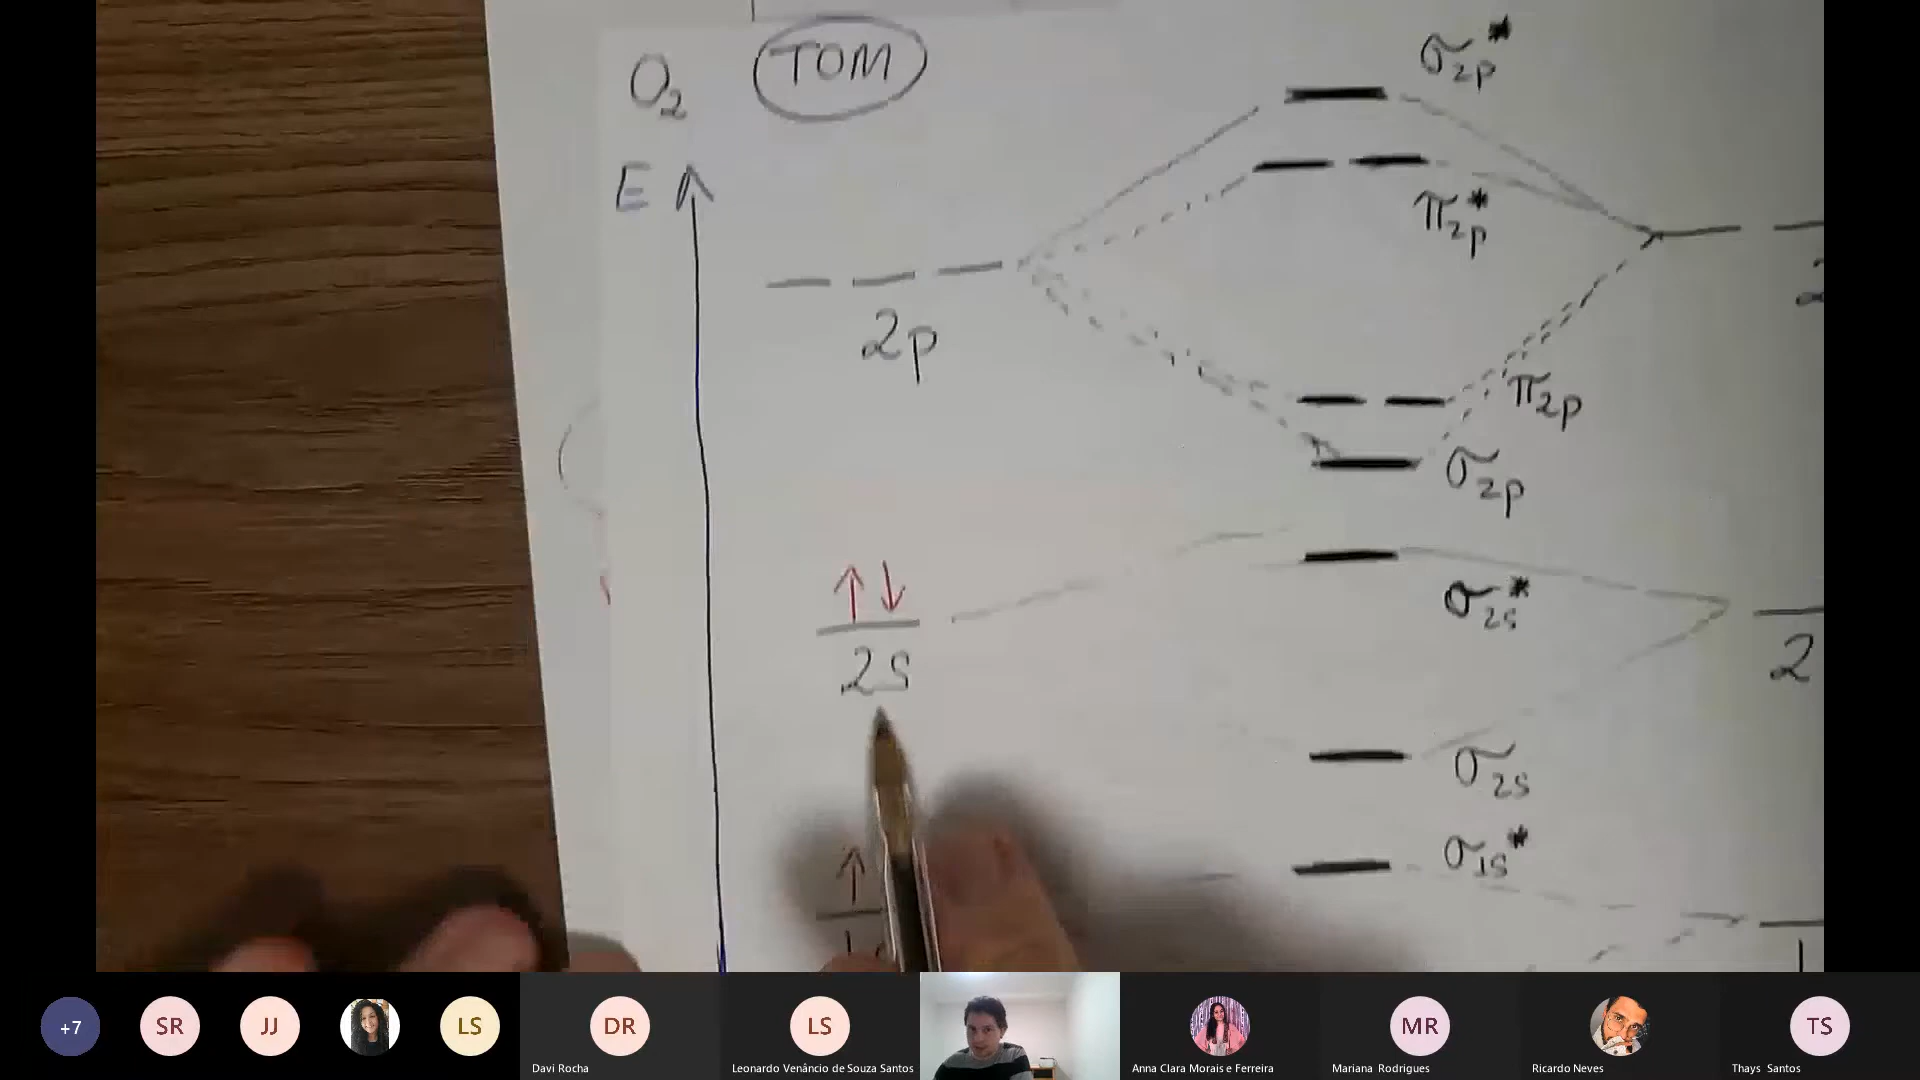 O₂ TOM
σ₂p*
E
π₂p*
2p
π₂p
σ₂p
↑↓
σ₂s*
2s
2
σ₂s
σ₁s*
↑
+7
SR
JJ
LS
DR
Davi Rocha
LS
Leonardo Venâncio de Souza Santos
Anna Clara Morais e Ferreira
MR
Mariana Rodrigues
Ricardo Neves
TS
Thays Santos